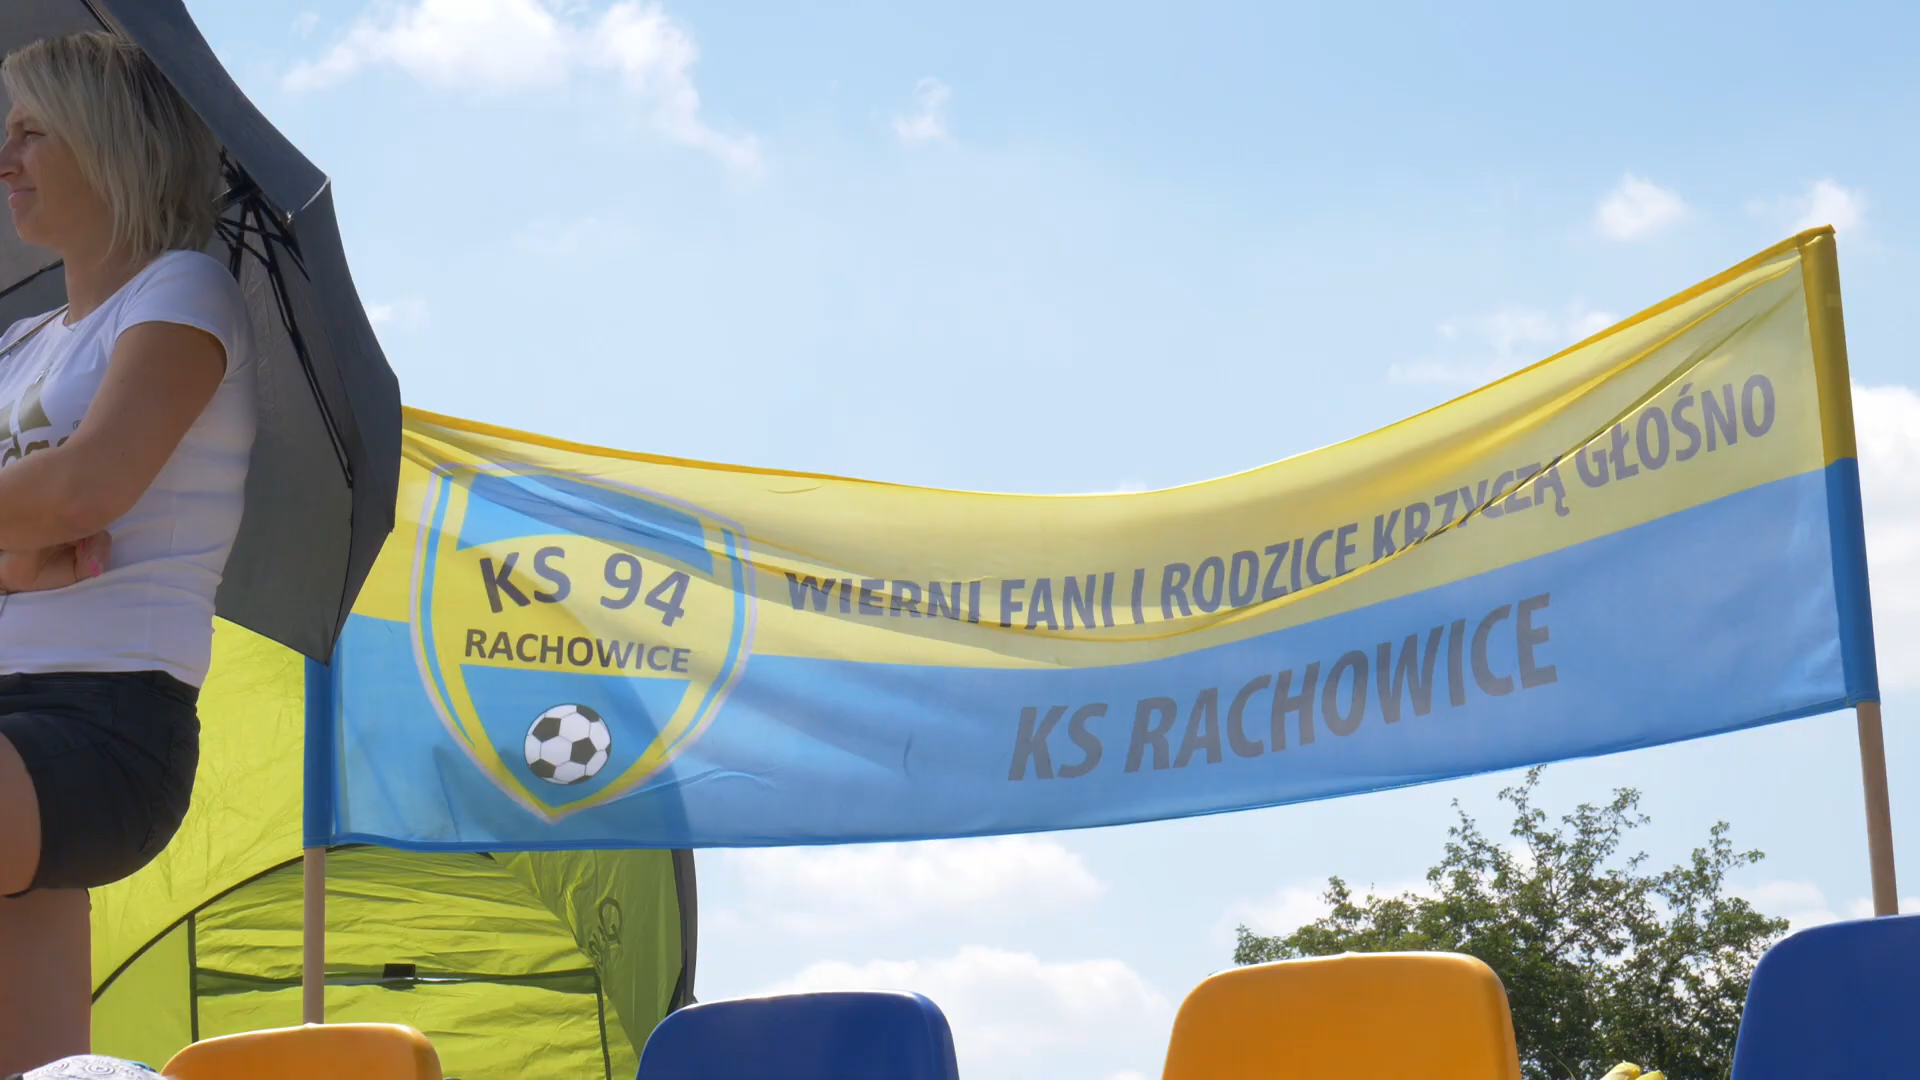 KS 94
RACHOWICE
WIERNI FANI I RODZICE KRZYCZĄ GŁOŚNO
KS RACHOWICE